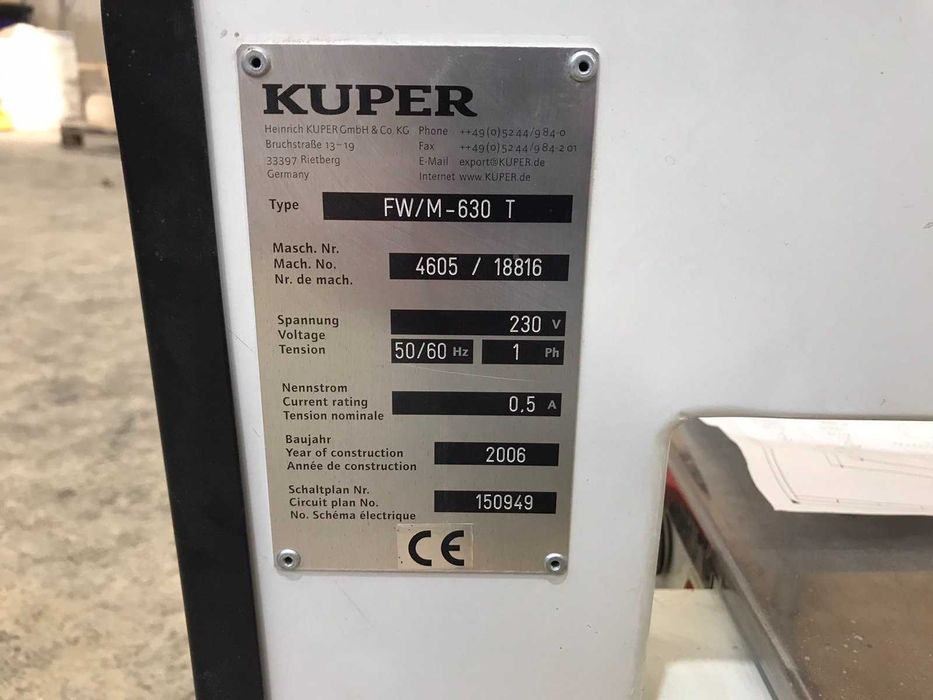 KUPER
Heinrich KUPER GmbH & Co. KG Phone ++49(0)5244/984-0
Bruchstraße 13-19 Fax ++49(0)5244/984-201
33397 Rietberg E-Mail export@KUPER.de
Germany Internet www.KUPER.de
Type FW/M-630 T
Masch. Nr.
Mach. No. 4605 / 18816
Nr. de mach.
Spannung 230 V
Voltage
Tension 50/60 Hz 1 Ph
Nennstrom
Current rating 0,5 A
Tension nominale
Baujahr
Year of construction 2006
Année de construction
Schaltplan Nr.
Circuit plan No. 150949
No. Schéma électrique
CE